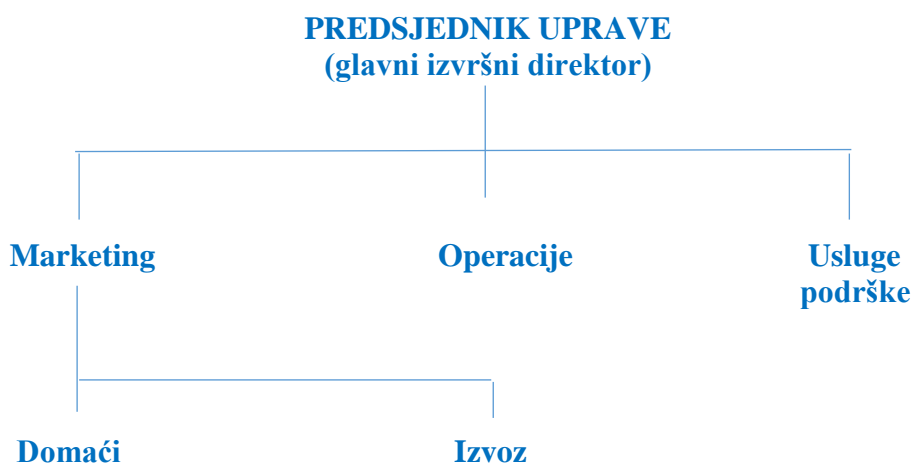 PREDSJEDNIK UPRAVE
(glavni izvršni direktor)
Marketing
Operacije
Usluge
podrške
Domaći
Izvoz